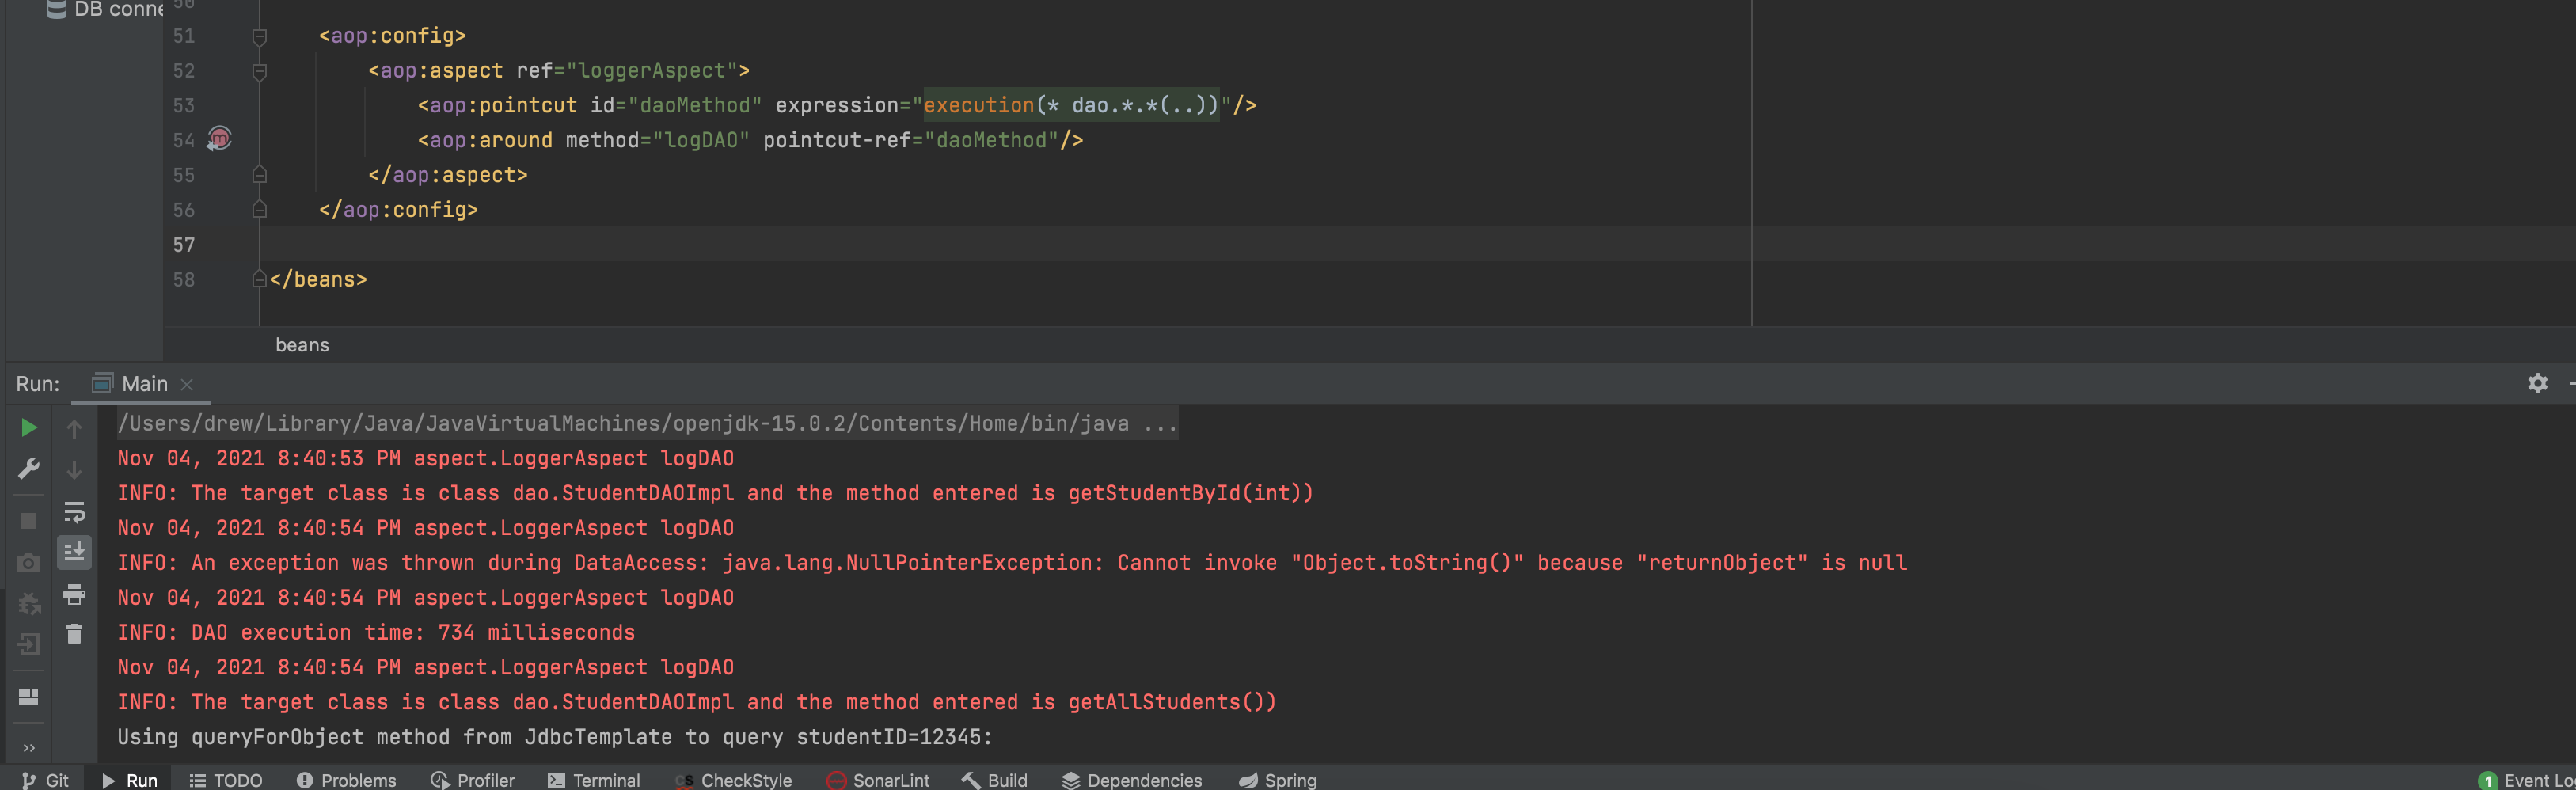 DB conne
50
51 <aop:config>
52 <aop:aspect ref="loggerAspect">
53 <aop:pointcut id="daoMethod" expression="execution(* dao.*.*(..))"/>
54 <aop:around method="logDAO" pointcut-ref="daoMethod"/>
55 </aop:aspect>
56 </aop:config>
57
58 </beans>
beans
Run: Main
/Users/drew/Library/Java/JavaVirtualMachines/openjdk-15.0.2/Contents/Home/bin/java ...
Nov 04, 2021 8:40:53 PM aspect.LoggerAspect logDAO
INFO: The target class is class dao.StudentDAOImpl and the method entered is getStudentById(int))
Nov 04, 2021 8:40:54 PM aspect.LoggerAspect logDAO
INFO: An exception was thrown during DataAccess: java.lang.NullPointerException: Cannot invoke "Object.toString()" because "returnObject" is null
Nov 04, 2021 8:40:54 PM aspect.LoggerAspect logDAO
INFO: DAO execution time: 734 milliseconds
Nov 04, 2021 8:40:54 PM aspect.LoggerAspect logDAO
INFO: The target class is class dao.StudentDAOImpl and the method entered is getAllStudents())
Using queryForObject method from JdbcTemplate to query studentID=12345:
Git Run TODO Problems Profiler Terminal CheckStyle SonarLint Build Dependencies Spring 1 Event Lo